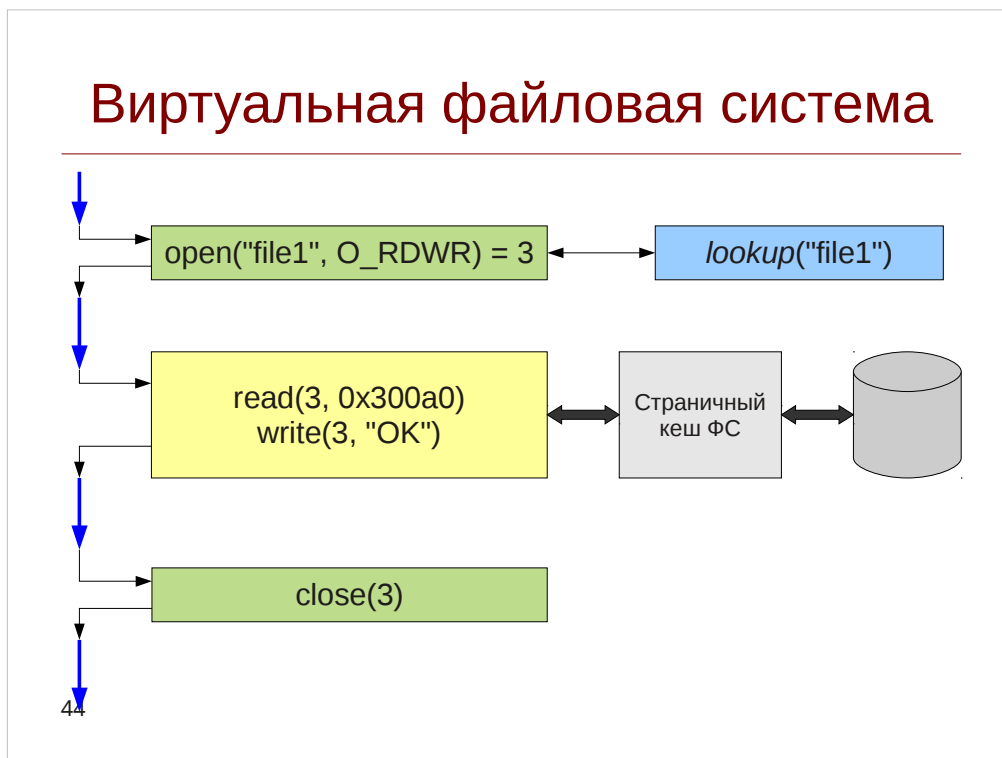 Виртуальная файловая система
open("file1", O_RDWR) = 3
lookup("file1")
read(3, 0x300a0)
write(3, "OK")
Страничный
кеш ФС
close(3)
44